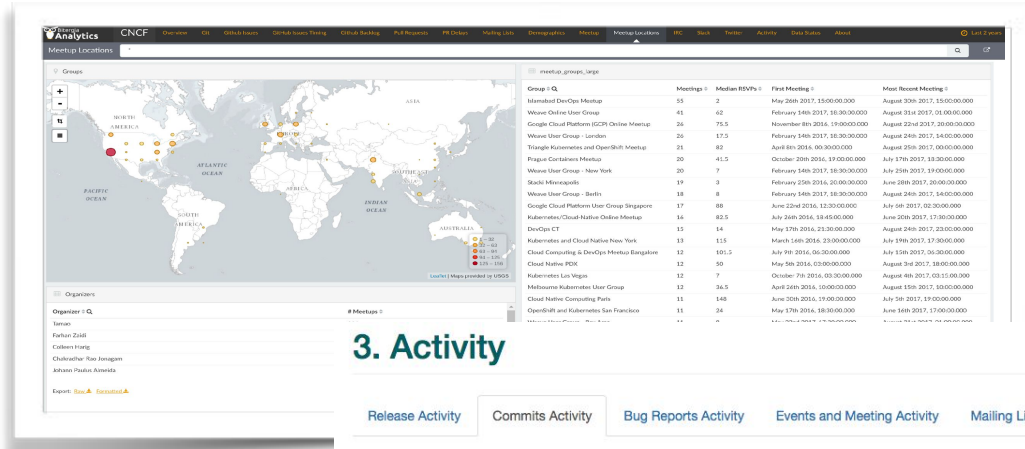 Bitergia
Analytics
CNCF Overview Git Github Issues GitHub Issues Timing Github Backlog Pull Requests PR Delays Mailing Lists Demographics Meetup Meetup Locations IRC Slack Twitter Activity Data Status About Last 2 years
Meetup Locations *
Groups
+
-
NORTH
AMERICA
ASIA
ATLANTIC
OCEAN
PACIFIC
OCEAN
AFRICA
INDIAN
OCEAN
SOUTH
AMERICA
AUSTRALIA
1 – 32
32 – 63
63 – 94
94 – 125
125 – 156
Leaflet | Maps provided by USGS
Organizers
Organizer # Meetups
Tamao
Farhan Zaidi
Colleen Harig
Chakradhar Rao Jonagam
Johann Paulus Almeida
Export: Raw Formatted
meetup_groups_large
Group Meetings Median RSVPs First Meeting Most Recent Meeting
Islamabad DevOps Meetup 55 2 May 26th 2017, 15:00:00.000 August 30th 2017, 15:00:00.000
Weave Online User Group 41 62 February 14th 2017, 18:30:00.000 August 31st 2017, 01:00:00.000
Google Cloud Platform (GCP) Online Meetup 26 75.5 November 8th 2016, 19:00:00.000 August 22nd 2017, 20:00:00.000
Weave User Group - London 26 17.5 February 14th 2017, 18:30:00.000 August 24th 2017, 14:00:00.000
Triangle Kubernetes and OpenShift Meetup 21 82 April 8th 2016, 00:30:00.000 August 25th 2017, 00:00:00.000
Prague Containers Meetup 20 41.5 October 20th 2016, 19:00:00.000 July 17th 2017, 18:30:00.000
Weave User Group - New York 20 7 February 14th 2017, 18:30:00.000 July 25th 2017, 19:00:00.000
Stacki Minneapolis 19 3 February 25th 2016, 20:00:00.000 June 28th 2017, 20:00:00.000
Weave User Group - Berlin 18 8 February 14th 2017, 18:30:00.000 August 24th 2017, 14:00:00.000
Google Cloud Platform User Group Singapore 17 88 June 22nd 2016, 12:30:00.000 July 5th 2017, 02:30:00.000
Kubernetes/Cloud-Native Online Meetup 16 82.5 July 26th 2016, 18:45:00.000 June 20th 2017, 17:30:00.000
DevOps CT 15 14 May 17th 2016, 21:30:00.000 August 24th 2017, 23:00:00.000
Kubernetes and Cloud Native New York 13 115 March 16th 2016, 23:00:00.000 July 19th 2017, 17:30:00.000
Cloud Computing & DevOps Meetup Bangalore 12 101.5 July 9th 2016, 06:30:00.000 July 15th 2017, 06:30:00.000
Cloud Native PDX 12 50 May 5th 2016, 03:00:00.000 August 3rd 2017, 18:00:00.000
Kubernetes Las Vegas 12 7 October 7th 2016, 03:30:00.000 August 4th 2017, 03:15:00.000
Melbourne Kubernetes User Group 12 36.5 April 26th 2016, 10:00:00.000 August 15th 2017, 10:00:00.000
Cloud Native Computing Paris 11 148 June 30th 2016, 19:00:00.000 July 5th 2017, 19:00:00.000
OpenShift and Kubernetes San Francisco 11 24 May 17th 2016, 18:30:00.000 June 16th 2017, 17:00:00.000
3. Activity
Release Activity Commits Activity Bug Reports Activity Events and Meeting Activity Mailing Li